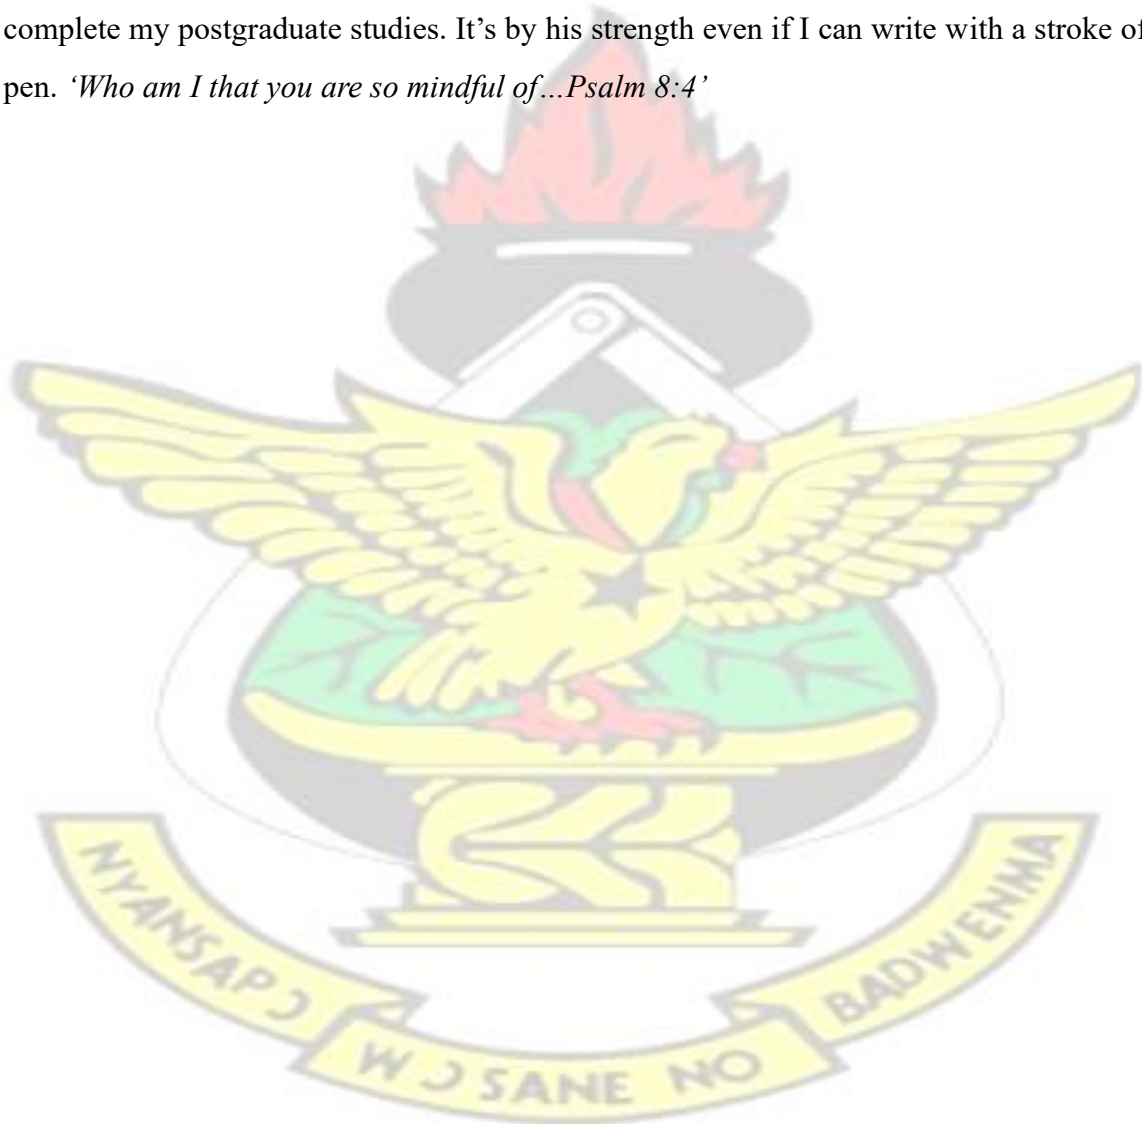 complete my postgraduate studies. It’s by his strength even if I can write with a stroke of
pen. ‘Who am I that you are so mindful of…Psalm 8:4’
NYANSAPƆ
WƆSANE NO
BADWENMA